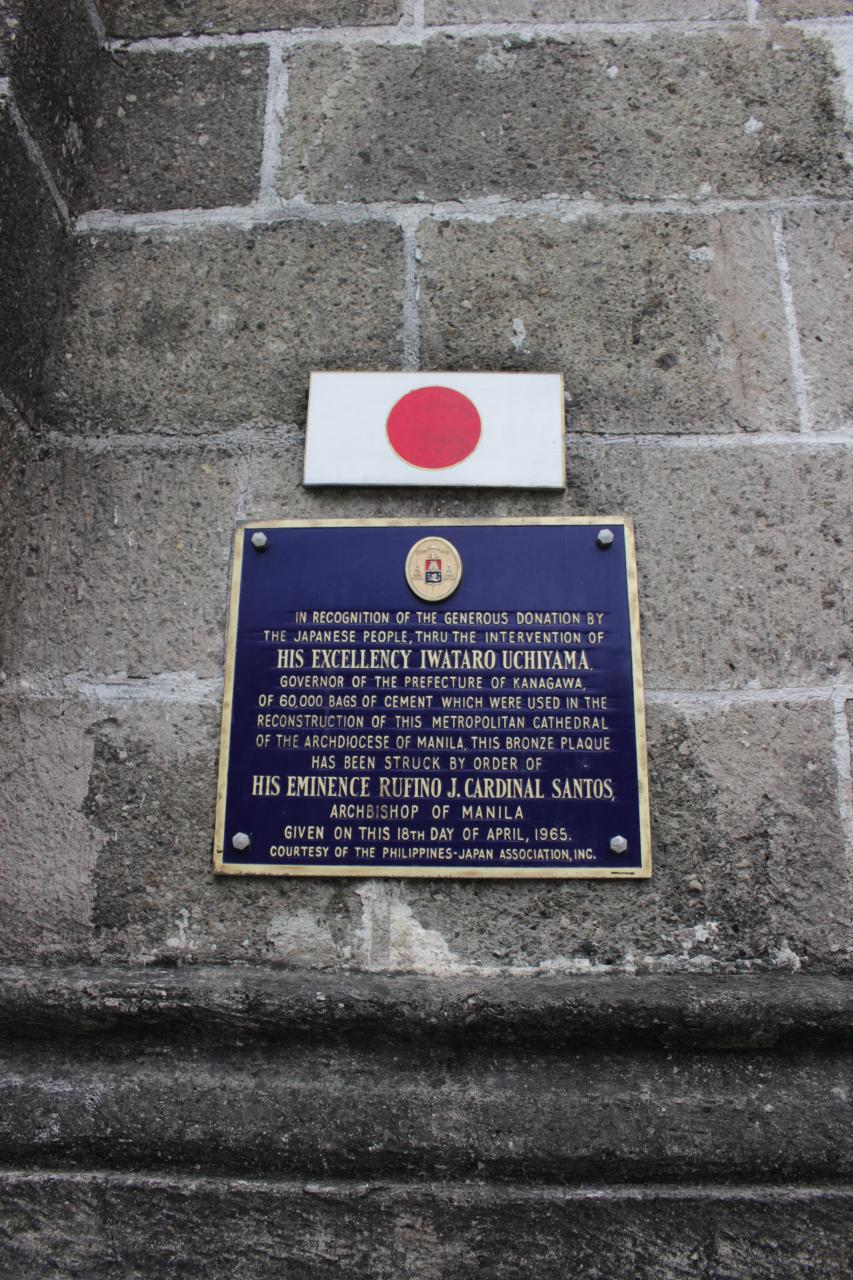 IN RECOGNITION OF THE GENEROUS DONATION BY
THE JAPANESE PEOPLE, THRU THE INTERVENTION OF
HIS EXCELLENCY IWATARO UCHIYAMA,
GOVERNOR OF THE PREFECTURE OF KANAGAWA,
OF 60,000 BAGS OF CEMENT WHICH WERE USED IN THE
RECONSTRUCTION OF THIS METROPOLITAN CATHEDRAL
OF THE ARCHDIOCESE OF MANILA, THIS BRONZE PLAQUE
HAS BEEN STRUCK BY ORDER OF
HIS EMINENCE RUFINO J. CARDINAL SANTOS,
ARCHBISHOP OF MANILA
GIVEN ON THIS 18TH DAY OF APRIL, 1965.
COURTESY OF THE PHILIPPINES-JAPAN ASSOCIATION, INC.